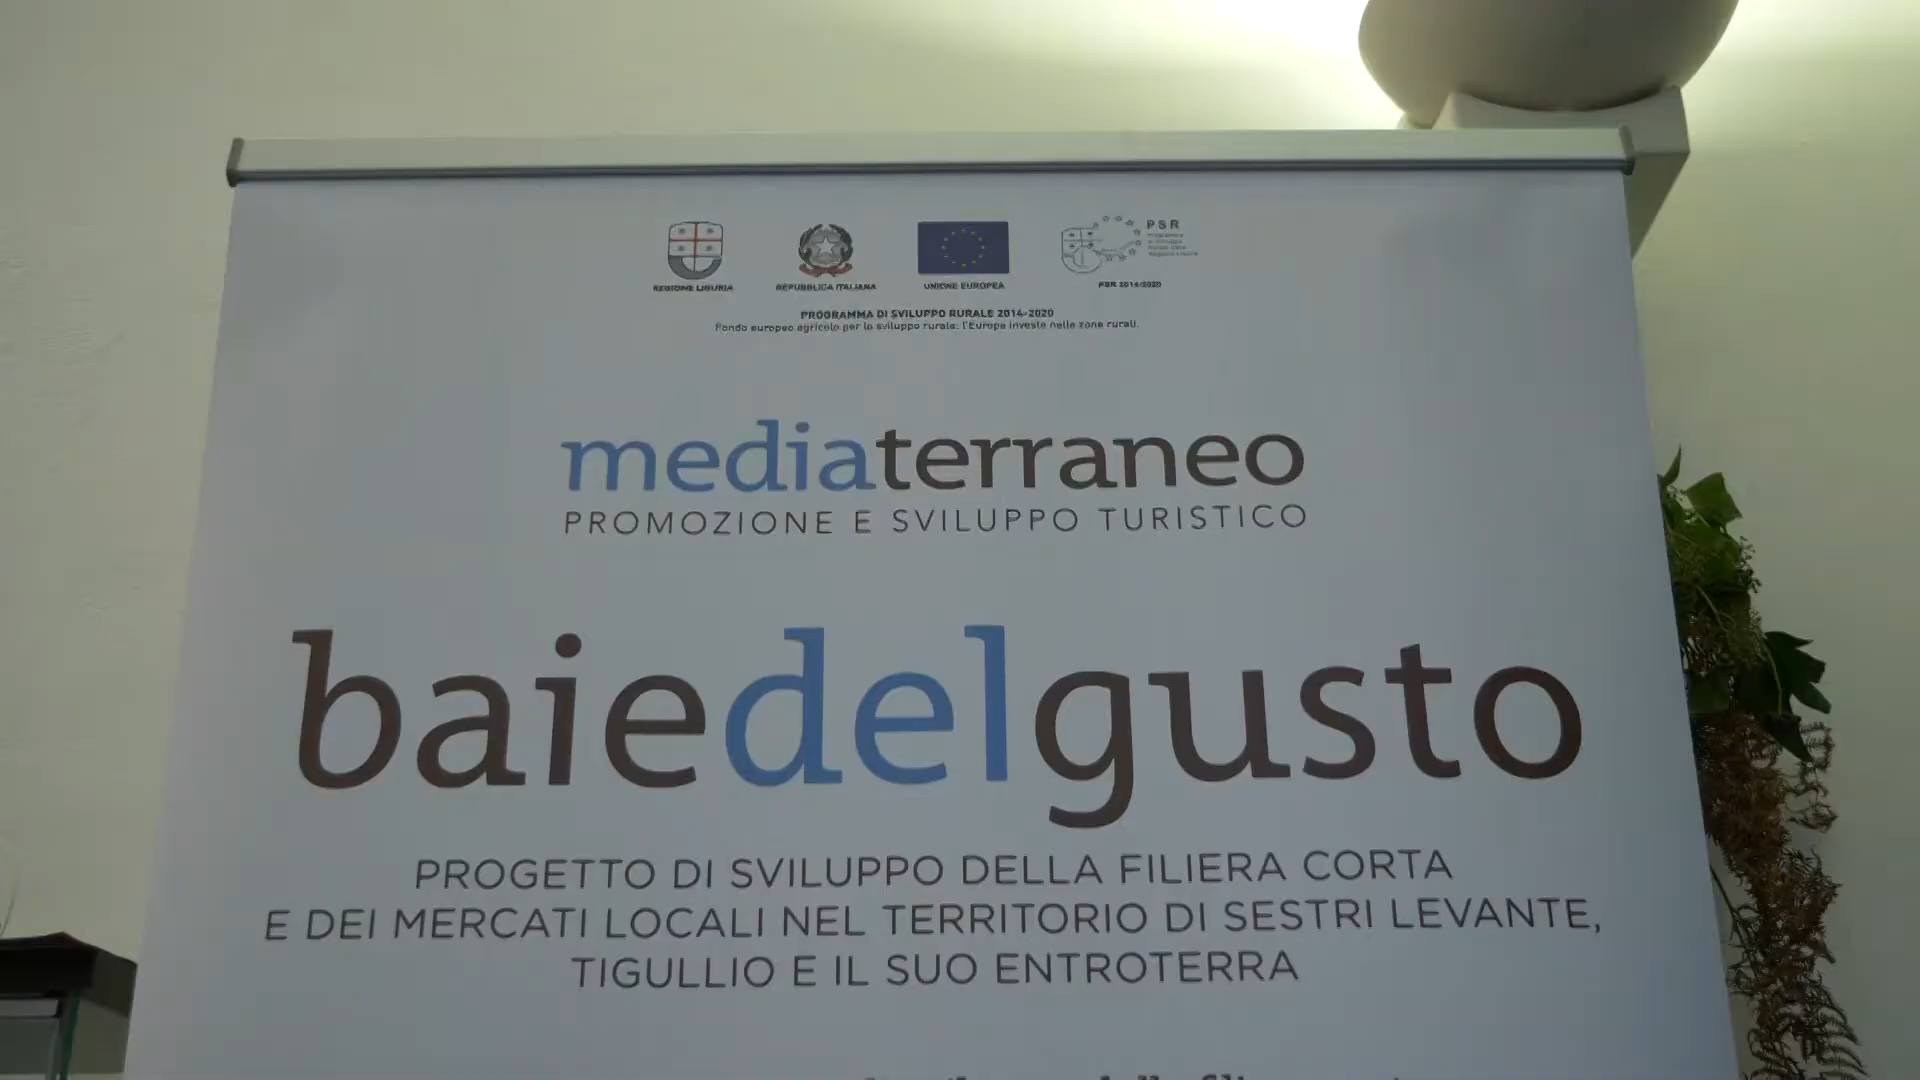 REGIONE LIGURIA
REPUBBLICA ITALIANA
UNIONE EUROPEA
PSR
PSR 2014-2020
PROGRAMMA DI SVILUPPO RURALE 2014-2020
Fondo europeo agricolo per lo sviluppo rurale: l'Europa investe nelle zone rurali.
mediaterraneo
PROMOZIONE E SVILUPPO TURISTICO
baiedelgusto
PROGETTO DI SVILUPPO DELLA FILIERA CORTA
E DEI MERCATI LOCALI NEL TERRITORIO DI SESTRI LEVANTE,
TIGULLIO E IL SUO ENTROTERRA